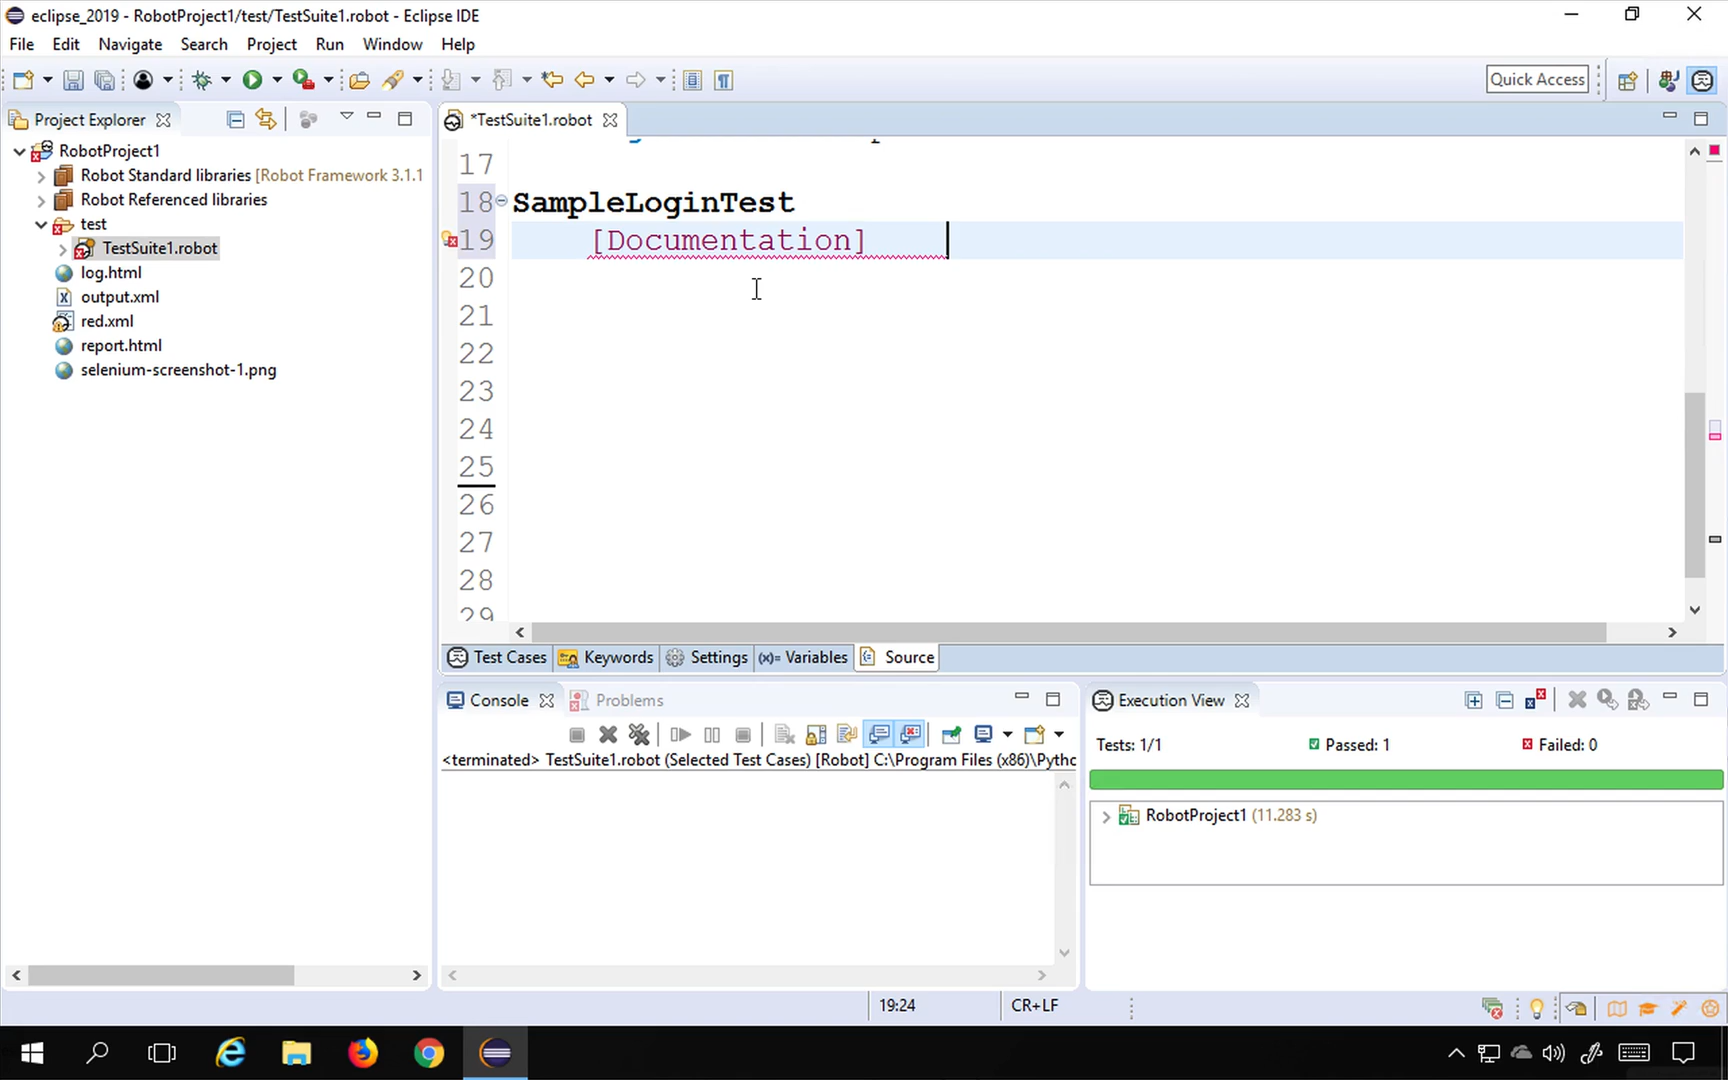 eclipse_2019 - RobotProject1/test/TestSuite1.robot - Eclipse IDE
File Edit Navigate Search Project Run Window Help
Quick Access
Project Explorer
*TestSuite1.robot
RobotProject1
Robot Standard libraries [Robot Framework 3.1.1
Robot Referenced libraries
test
TestSuite1.robot
log.html
output.xml
red.xml
report.html
selenium-screenshot-1.png
17
18 SampleLoginTest
19 [Documentation]
20
21
22
23
24
25
26
27
28
29
Test Cases Keywords Settings (x)= Variables Source
Console Problems
<terminated> TestSuite1.robot (Selected Test Cases) [Robot] C:\Program Files (x86)\Pytho
Execution View
Tests: 1/1 Passed: 1 Failed: 0
RobotProject1 (11.283 s)
19:24 CR+LF